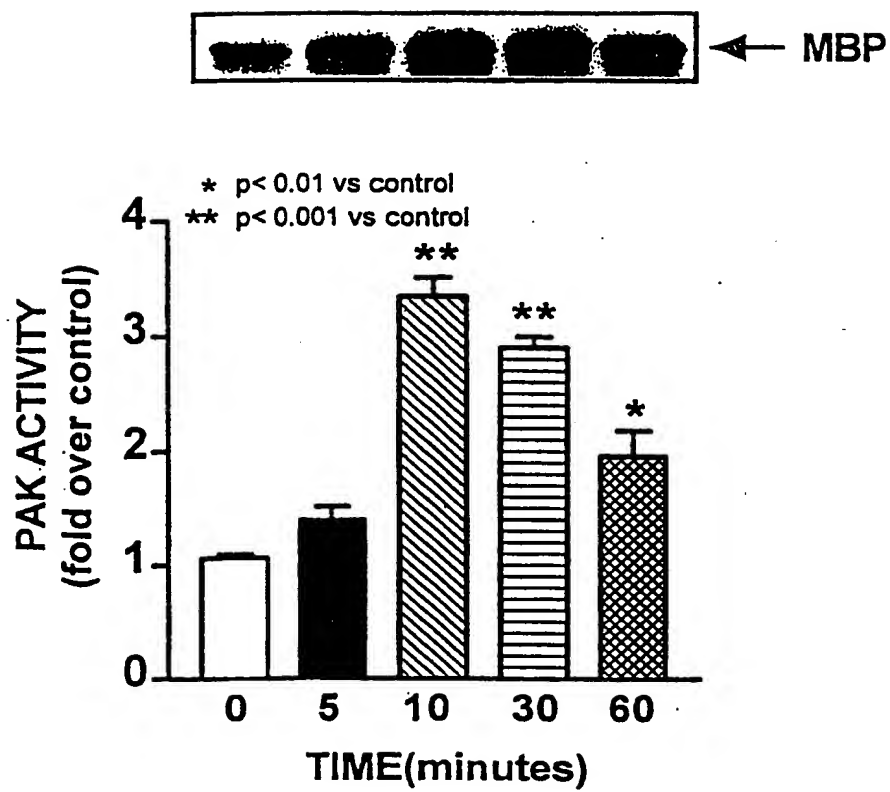 MBP
* p< 0.01 vs control
** p< 0.001 vs control
4
3
2
1
0
PAK ACTIVITY
(fold over control)
**
**
*
0 5 10 30 60
TIME(minutes)